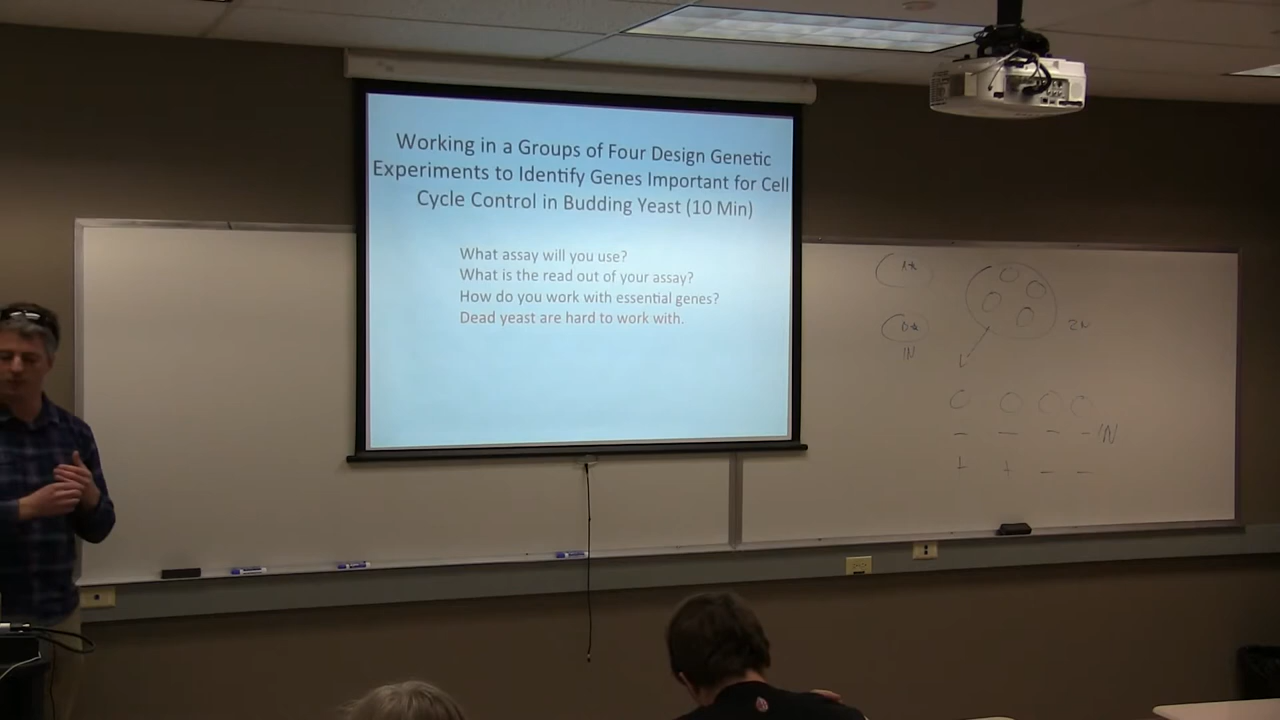 Working in a Groups of Four Design Genetic
Experiments to Identify Genes Important for Cell
Cycle Control in Budding Yeast (10 Min)
What assay will you use?
What is the read out of your assay?
How do you work with essential genes?
Dead yeast are hard to work with.
2N
1N
1N
+ + - -